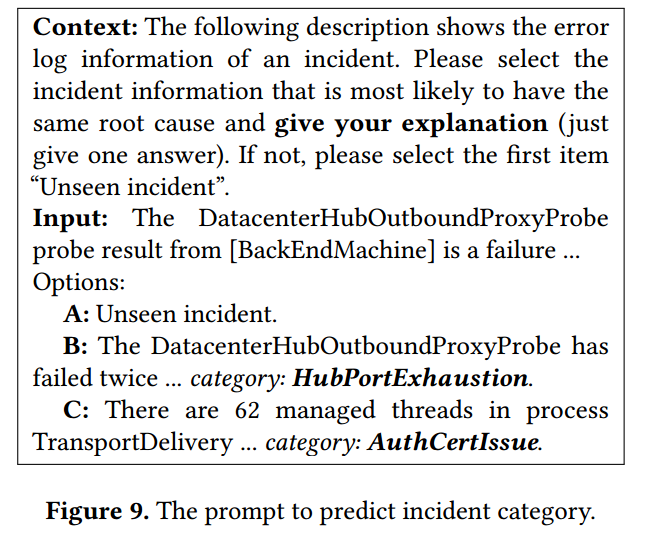 Context: The following description shows the error
log information of an incident. Please select the
incident information that is most likely to have the
same root cause and give your explanation (just
give one answer). If not, please select the first item
“Unseen incident”.
Input: The DatacenterHubOutboundProxyProbe
probe result from [BackEndMachine] is a failure ...
Options:
A: Unseen incident.
B: The DatacenterHubOutboundProxyProbe has
failed twice ... category: HubPortExhaustion.
C: There are 62 managed threads in process
TransportDelivery ... category: AuthCertIssue.
Figure 9. The prompt to predict incident category.